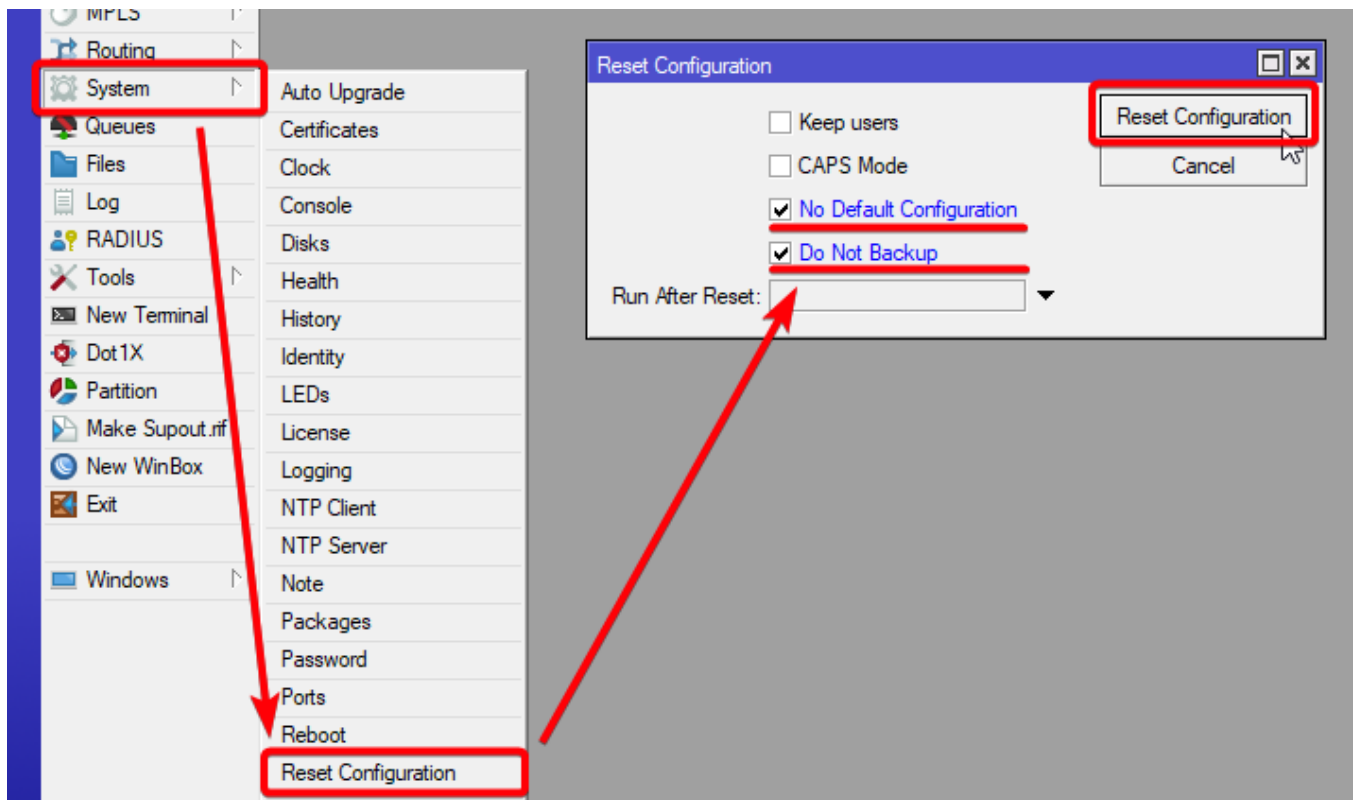 MPLS
Routing
System
Queues
Files
Log
RADIUS
Tools
New Terminal
Dot1X
Partition
Make Supout.rif
New WinBox
Exit
Windows
Auto Upgrade
Certificates
Clock
Console
Disks
Health
History
Identity
LEDs
License
Logging
NTP Client
NTP Server
Note
Packages
Password
Ports
Reboot
Reset Configuration
Reset Configuration
Keep users
CAPS Mode
No Default Configuration
Do Not Backup
Run After Reset:
Reset Configuration
Cancel